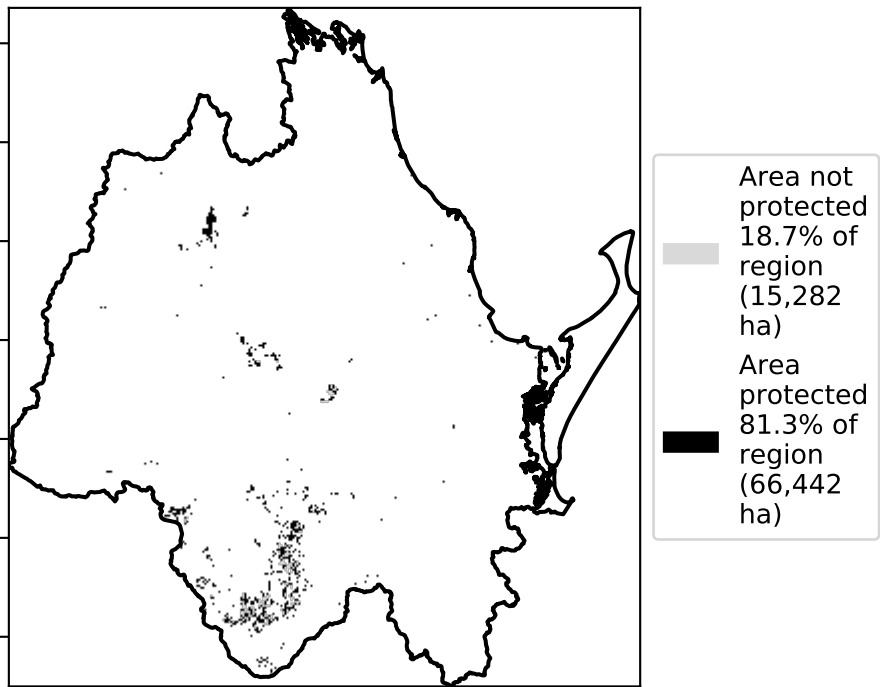 Area not
protected
18.7% of
region
(15,282
ha)
Area
protected
81.3% of
region
(66,442
ha)